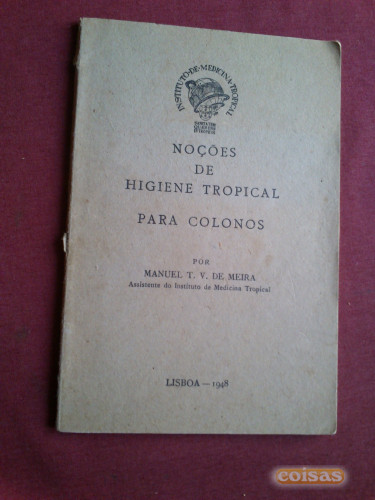 INSTITUTO·DE·MEDICINA·TROPICAL
NOÇÕES
DE
HIGIENE TROPICAL
PARA COLONOS
POR
MANUEL T. V. DE MEIRA
Assistente do Instituto de Medicina Tropical
LISBOA — 1948
coisas